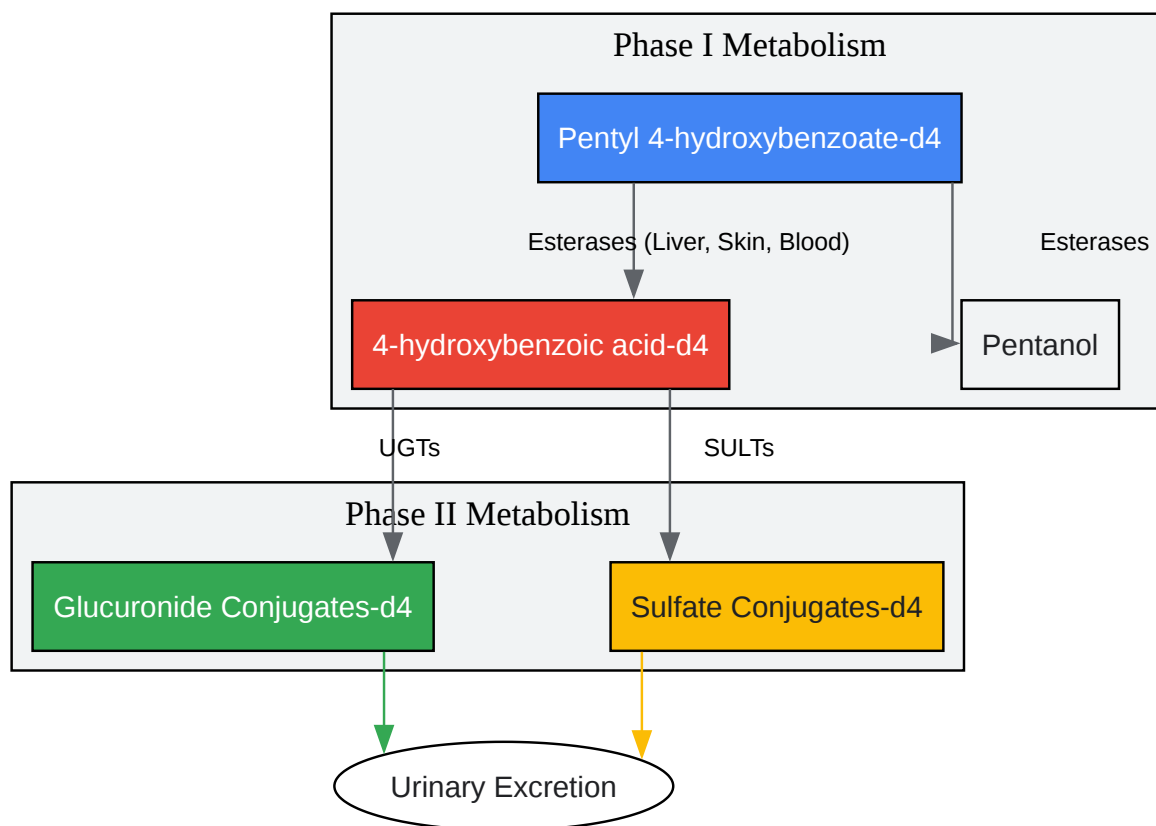 Phase I Metabolism
Pentyl 4-hydroxybenzoate-d4
Esterases (Liver, Skin, Blood)
Esterases
4-hydroxybenzoic acid-d4
Pentanol
UGTs
SULTs
Phase II Metabolism
Glucuronide Conjugates-d4
Sulfate Conjugates-d4
Urinary Excretion